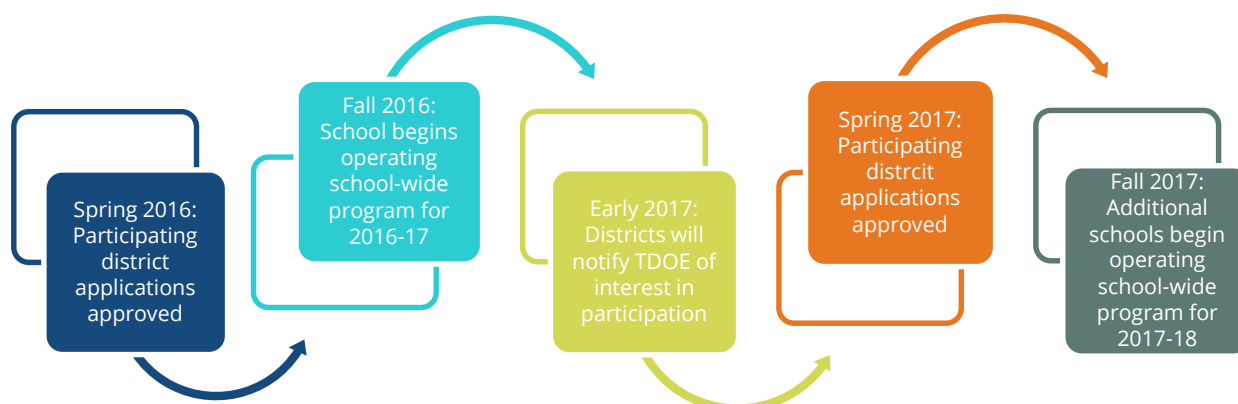 Spring 2016:
Participating
district
applications
approved
Fall 2016:
School begins
operating
school-wide
program for
2016-17
Early 2017:
Districts will
notify TDOE of
interest in
participation
Spring 2017:
Participating
distrcit
applications
approved
Fall 2017:
Additional
schools begin
operating
school-wide
program for
2017-18